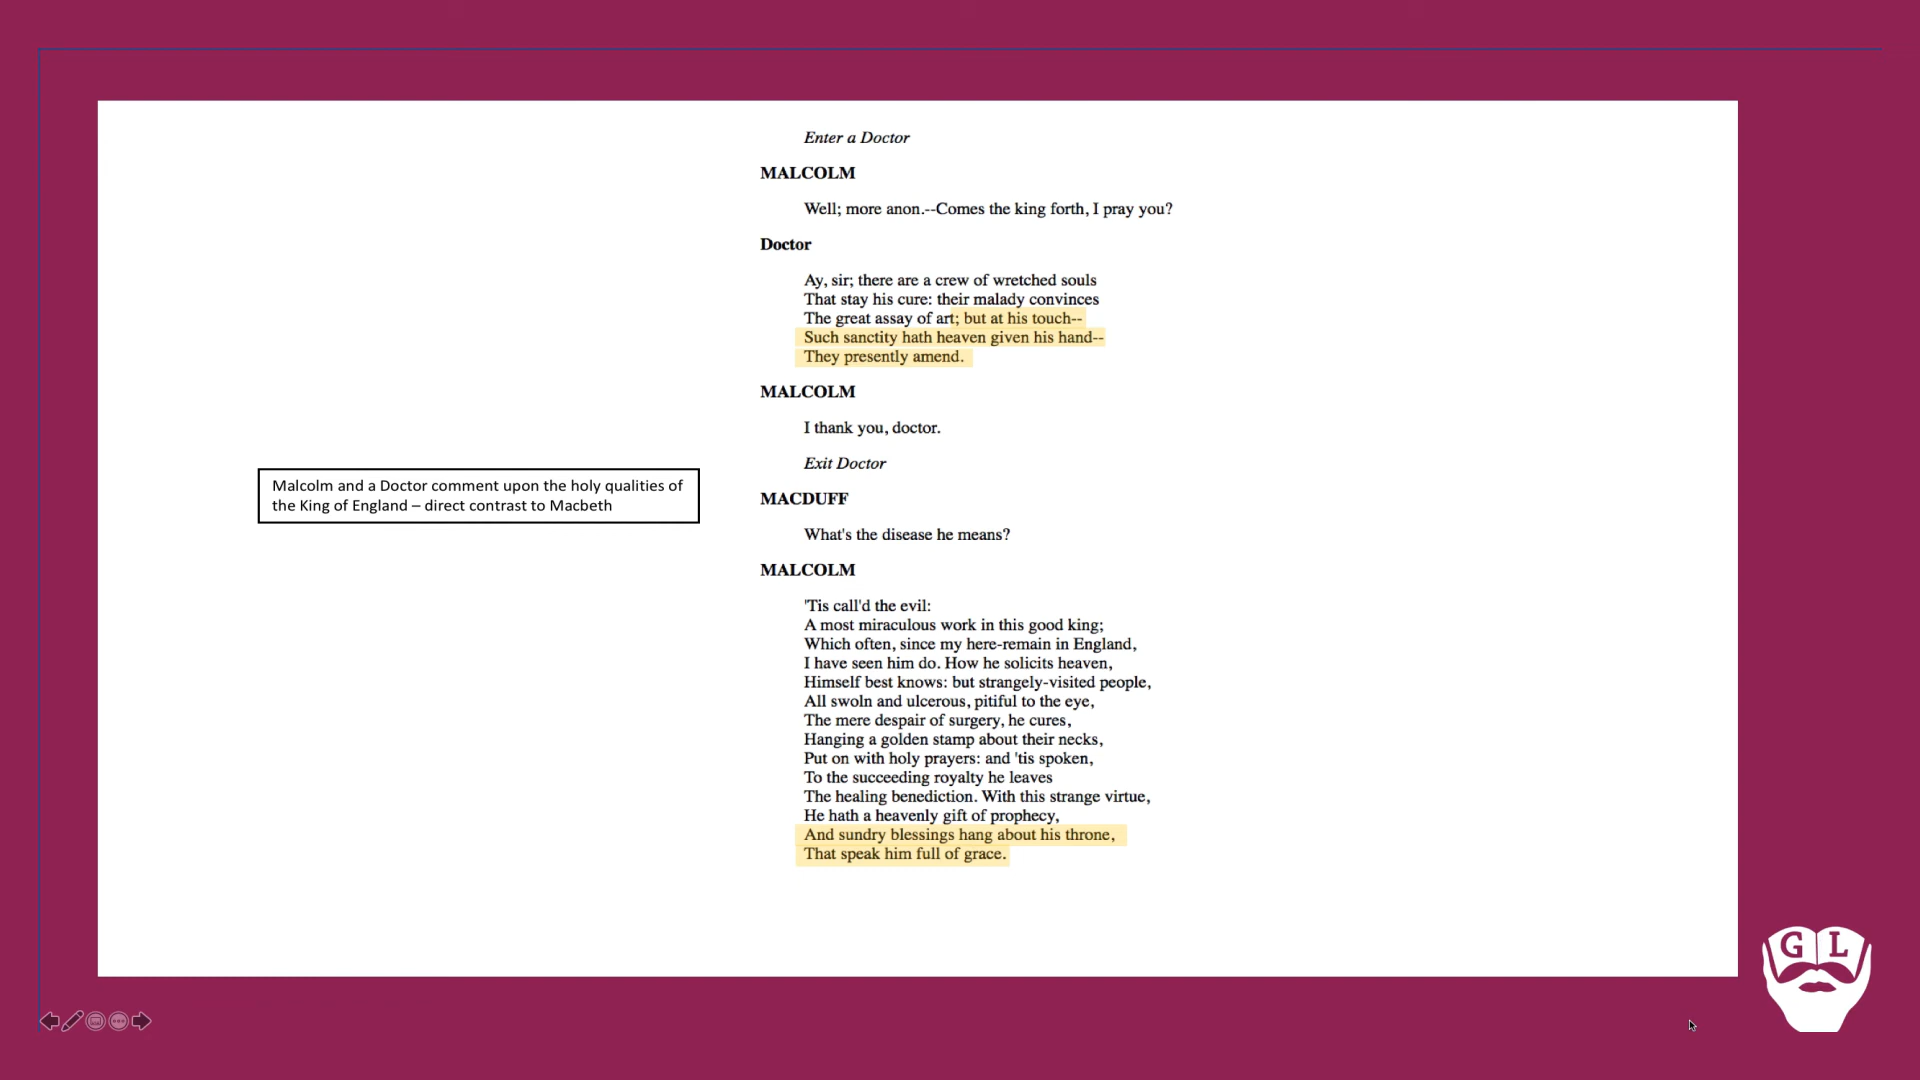 Enter a Doctor
MALCOLM
Well; more anon.--Comes the king forth, I pray you?
Doctor
Ay, sir; there are a crew of wretched souls
That stay his cure: their malady convinces
The great assay of art; but at his touch--
Such sanctity hath heaven given his hand--
They presently amend.
MALCOLM
I thank you, doctor.
Exit Doctor
Malcolm and a Doctor comment upon the holy qualities of
the King of England – direct contrast to Macbeth
MACDUFF
What's the disease he means?
MALCOLM
'Tis call'd the evil:
A most miraculous work in this good king;
Which often, since my here-remain in England,
I have seen him do. How he solicits heaven,
Himself best knows: but strangely-visited people,
All swoln and ulcerous, pitiful to the eye,
The mere despair of surgery, he cures,
Hanging a golden stamp about their necks,
Put on with holy prayers: and 'tis spoken,
To the succeeding royalty he leaves
The healing benediction. With this strange virtue,
He hath a heavenly gift of prophecy,
And sundry blessings hang about his throne,
That speak him full of grace.
G L